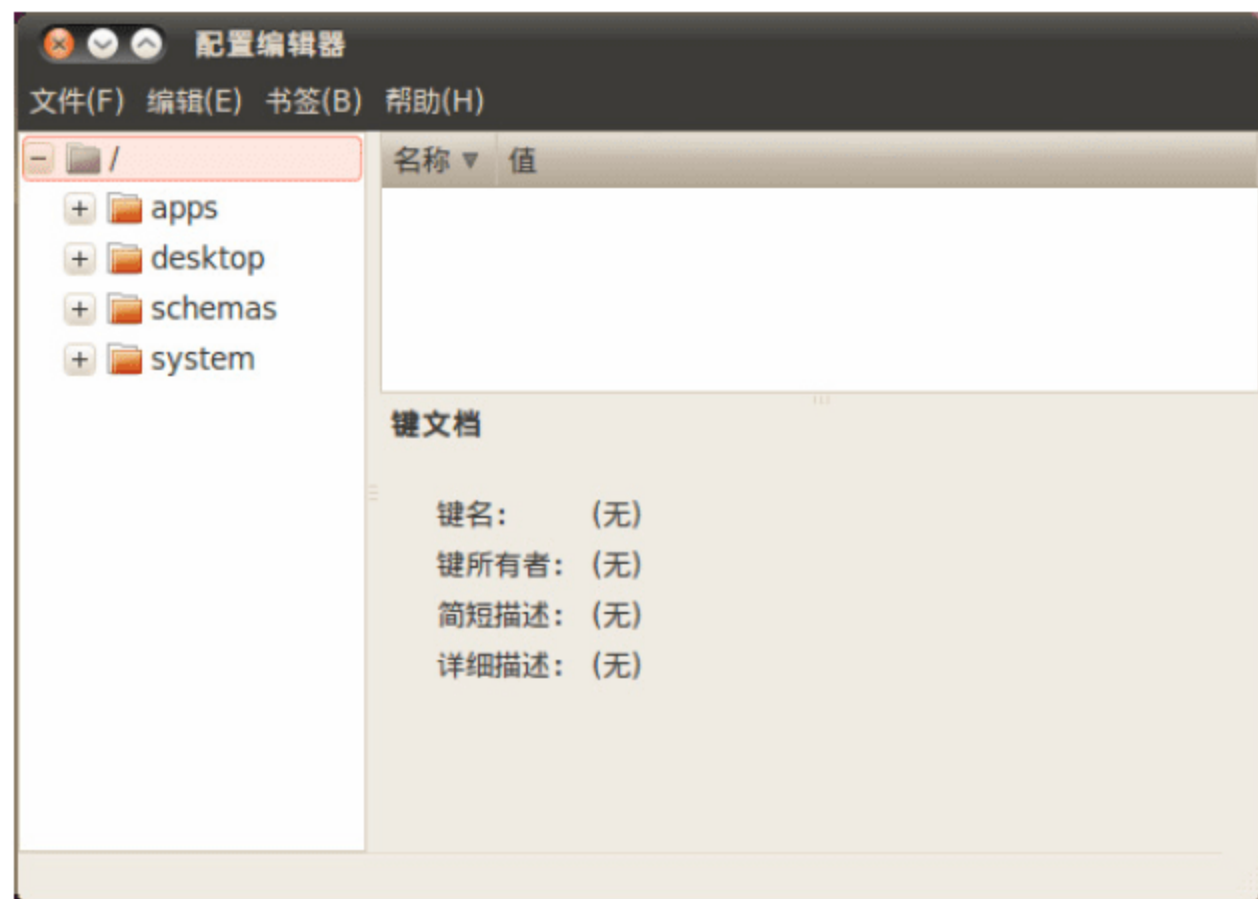 配置编辑器
文件(F) 编辑(E) 书签(B) 帮助(H)
/
apps
desktop
schemas
system
名称 值
键文档
键名: (无)
键所有者: (无)
简短描述: (无)
详细描述: (无)